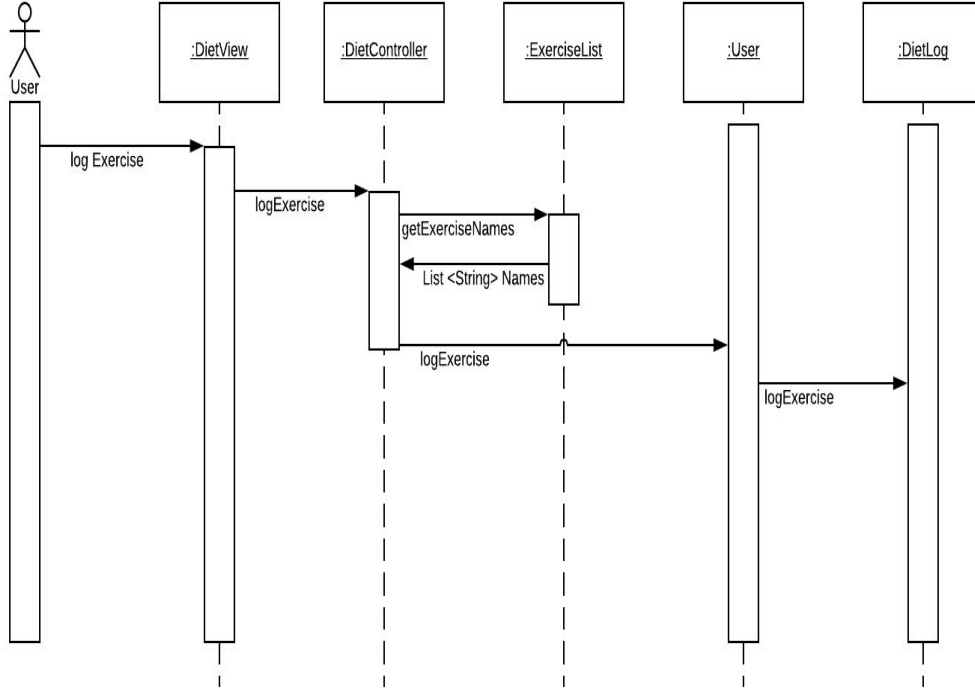 :DietView
:DietController
:ExerciseList
:User
:DietLog
User
log Exercise
logExercise
getExerciseNames
List <String> Names
logExercise
logExercise